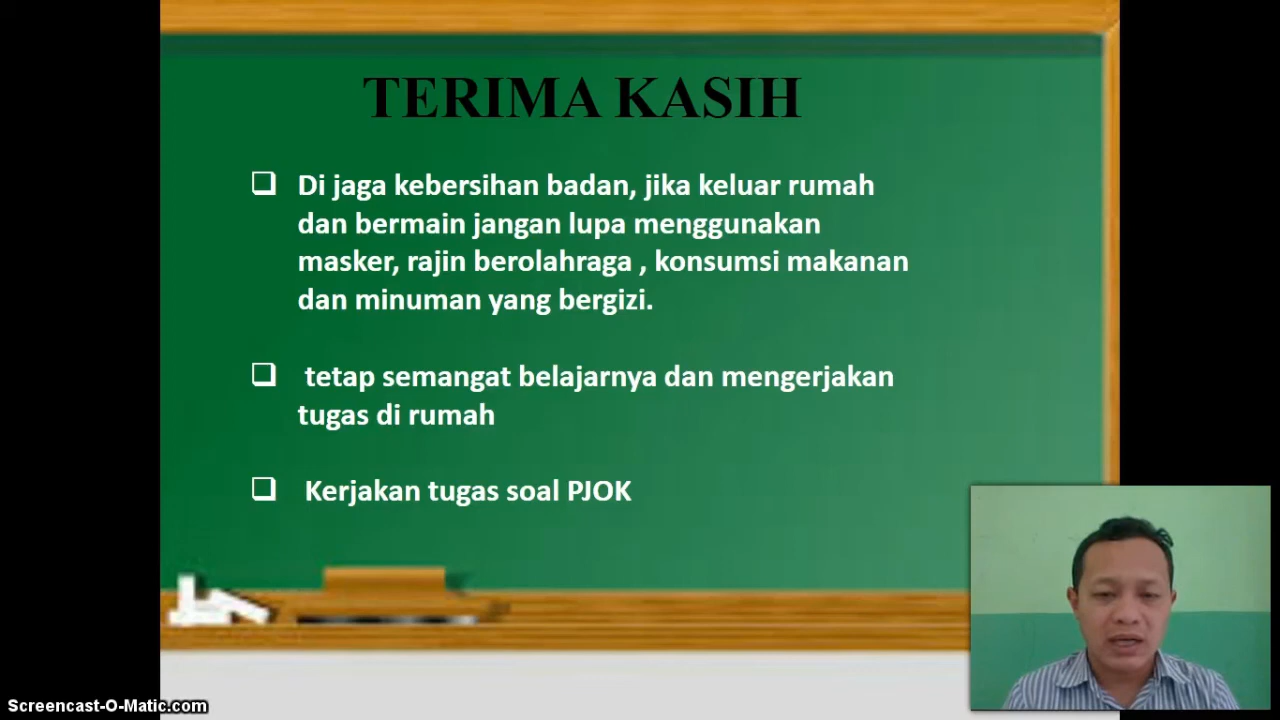 TERIMA KASIH
❑ Di jaga kebersihan badan, jika keluar rumah
dan bermain jangan lupa menggunakan
masker, rajin berolahraga , konsumsi makanan
dan minuman yang bergizi.
❑ tetap semangat belajarnya dan mengerjakan
tugas di rumah
❑ Kerjakan tugas soal PJOK
Screencast-O-Matic.com